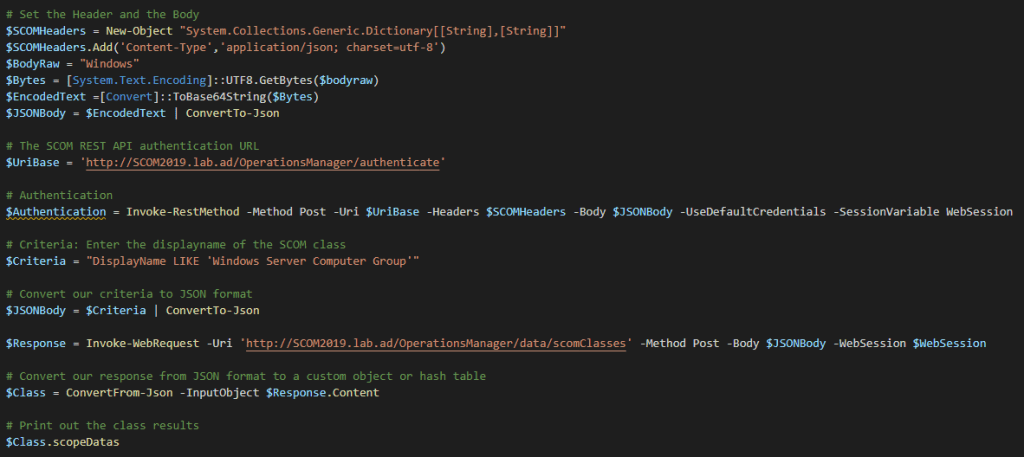 # Set the Header and the Body
$SCOMHeaders = New-Object "System.Collections.Generic.Dictionary[[String],[String]]"
$SCOMHeaders.Add('Content-Type','application/json; charset=utf-8')
$BodyRaw = "Windows"
$Bytes = [System.Text.Encoding]::UTF8.GetBytes($bodyraw)
$EncodedText =[Convert]::ToBase64String($Bytes)
$JSONBody = $EncodedText | ConvertTo-Json
# The SCOM REST API authentication URL
$UriBase = 'http://SCOM2019.lab.ad/OperationsManager/authenticate'
# Authentication
$Authentication = Invoke-RestMethod -Method Post -Uri $UriBase -Headers $SCOMHeaders -Body $JSONBody -UseDefaultCredentials -SessionVariable WebSession
# Criteria: Enter the displayname of the SCOM class
$Criteria = "DisplayName LIKE 'Windows Server Computer Group'"
# Convert our criteria to JSON format
$JSONBody = $Criteria | ConvertTo-Json
$Response = Invoke-WebRequest -Uri 'http://SCOM2019.lab.ad/OperationsManager/data/scomClasses' -Method Post -Body $JSONBody -WebSession $WebSession
# Convert our response from JSON format to a custom object or hash table
$Class = ConvertFrom-Json -InputObject $Response.Content
# Print out the class results
$Class.scopeDatas